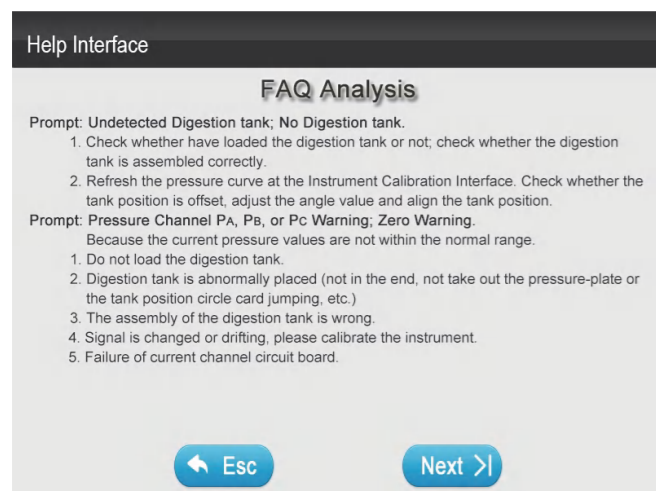 Help Interface
FAQ Analysis
Prompt: Undetected Digestion tank; No Digestion tank.
1. Check whether have loaded the digestion tank or not; check whether the digestion
tank is assembled correctly.
2. Refresh the pressure curve at the Instrument Calibration Interface. Check whether the
tank position is offset, adjust the angle value and align the tank position.
Prompt: Pressure Channel PA, PB, or PC Warning; Zero Warning.
Because the current pressure values are not within the normal range.
1. Do not load the digestion tank.
2. Digestion tank is abnormally placed (not in the end, not take out the pressure-plate or
the tank position circle card jumping, etc.)
3. The assembly of the digestion tank is wrong.
4. Signal is changed or drifting, please calibrate the instrument.
5. Failure of current channel circuit board.
Esc
Next